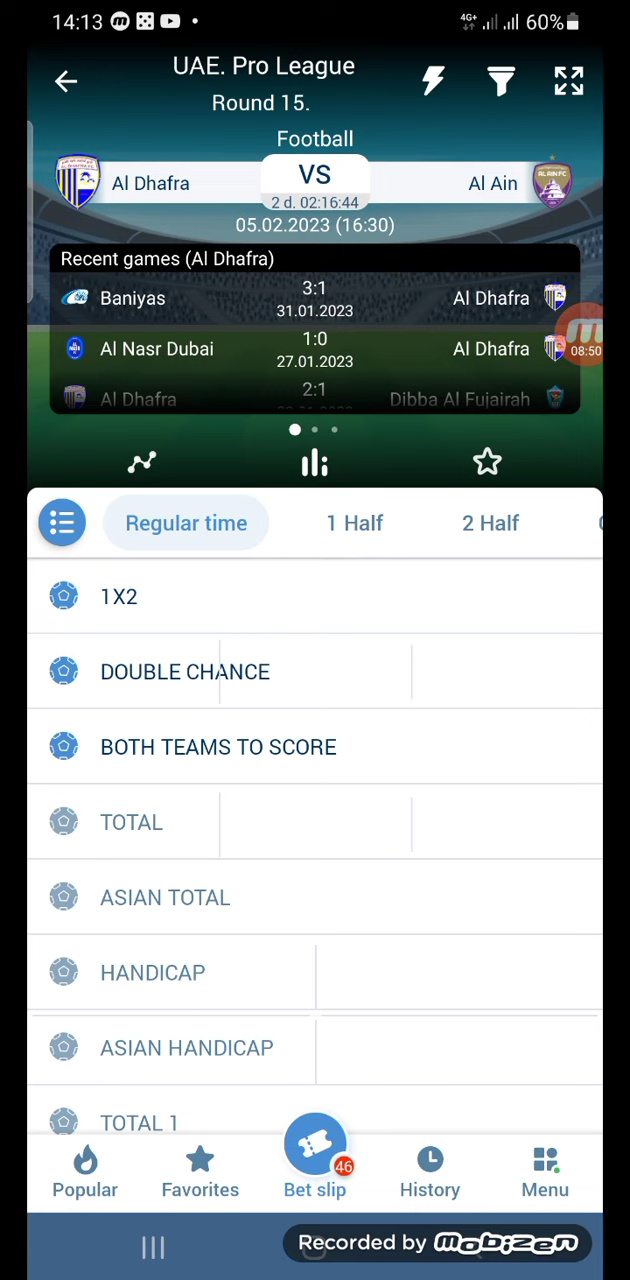 14:13
4G+ 60%
UAE. Pro League
Round 15.
Football
Al Dhafra VS Al Ain
2 d. 02:16:44
05.02.2023 (16:30)
Recent games (Al Dhafra)
Baniyas 3:1 Al Dhafra
31.01.2023
Al Nasr Dubai 1:0 Al Dhafra
27.01.2023
08:50
Al Dhafra 2:1 Dibba Al Fujairah
Regular time 1 Half 2 Half
1X2
DOUBLE CHANCE
BOTH TEAMS TO SCORE
TOTAL
ASIAN TOTAL
HANDICAP
ASIAN HANDICAP
TOTAL 1
46
Popular Favorites Bet slip History Menu
Recorded by mobizen